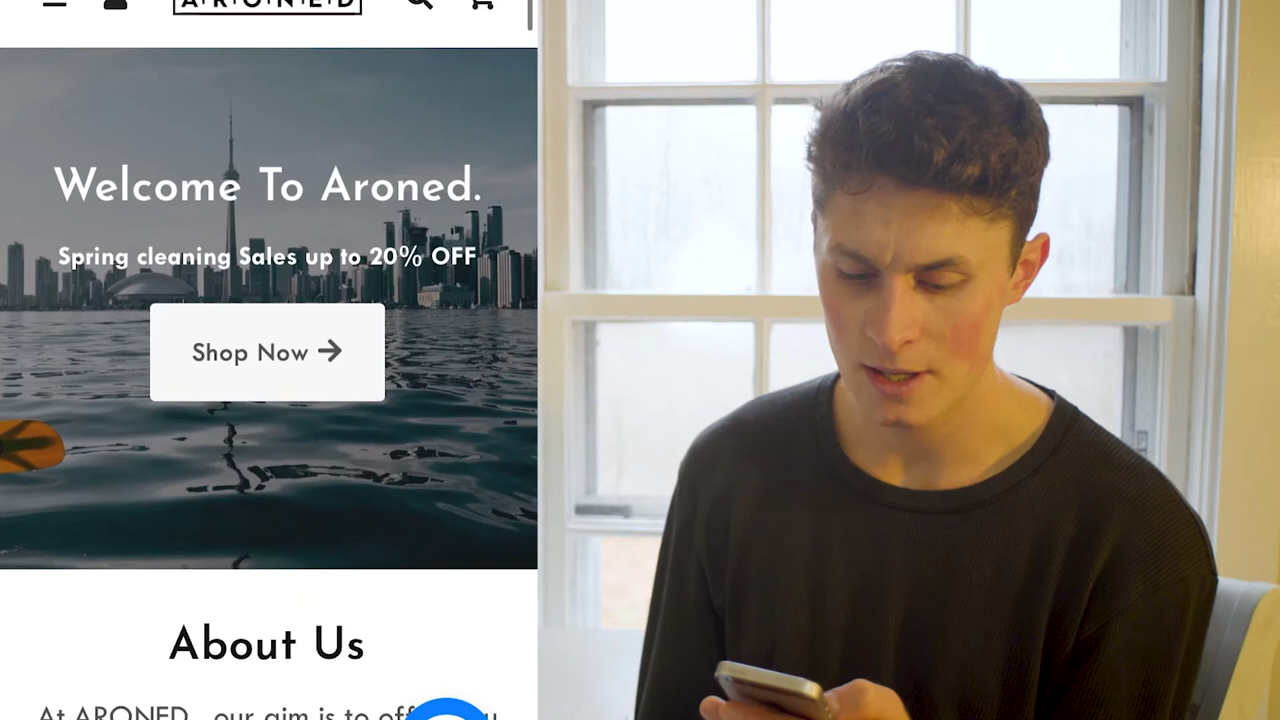 ARONED
Welcome To Aroned.
Spring cleaning Sales up to 20% OFF
Shop Now →
About Us
At ARONED, our aim is to